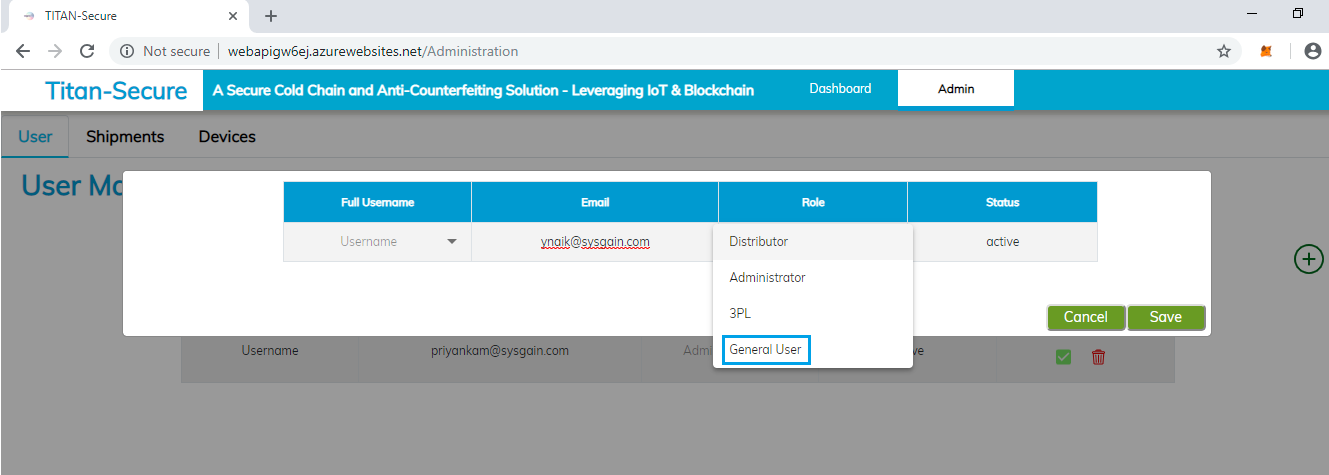 TITAN-Secure
Not secure | webapigw6ej.azurewebsites.net/Administration
Titan-Secure A Secure Cold Chain and Anti-Counterfeiting Solution - Leveraging IoT & Blockchain Dashboard Admin
User Shipments Devices
User Mo
Full Username Email Role Status
Username ynaik@sysgain.com Distributor active
Administrator
3PL
General User
Cancel Save
Username priyankam@sysgain.com Admi ve